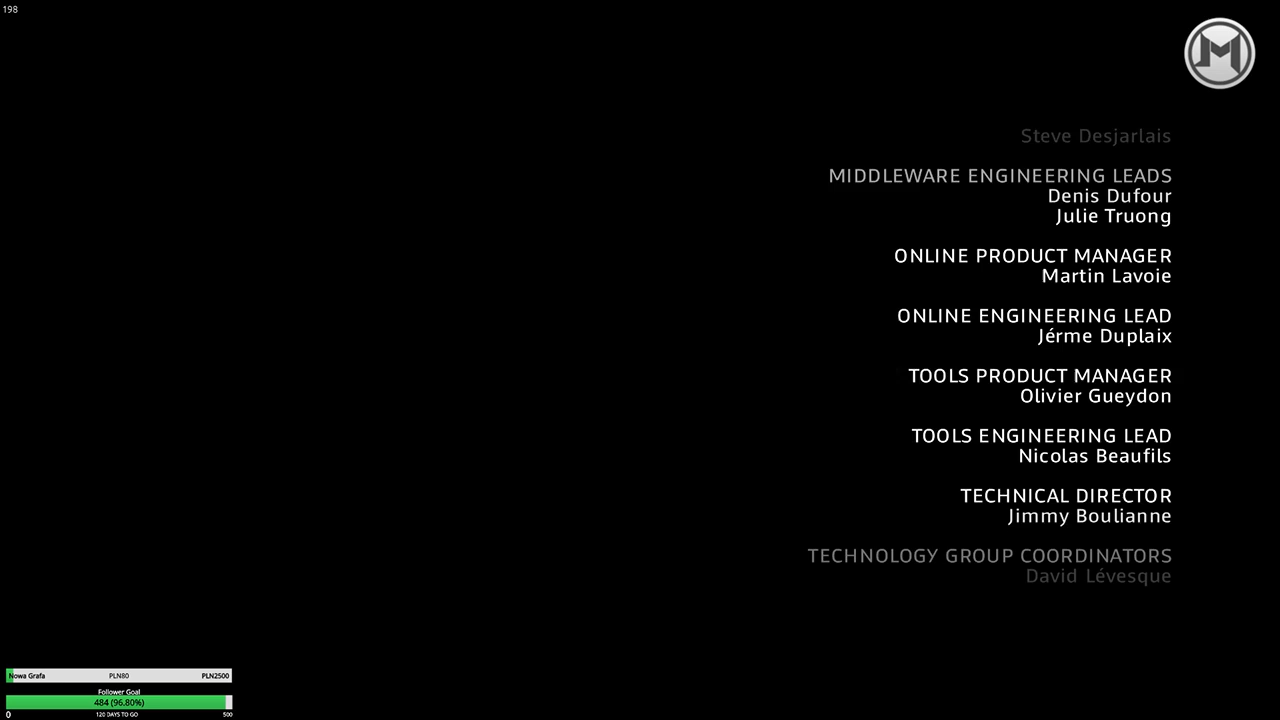 198
M
Steve Desjarlais
MIDDLEWARE ENGINEERING LEADS
Denis Dufour
Julie Truong
ONLINE PRODUCT MANAGER
Martin Lavoie
ONLINE ENGINEERING LEAD
Jérme Duplaix
TOOLS PRODUCT MANAGER
Olivier Gueydon
TOOLS ENGINEERING LEAD
Nicolas Beaufils
TECHNICAL DIRECTOR
Jimmy Boulianne
TECHNOLOGY GROUP COORDINATORS
David Lévesque
Nowa Grafa PLN80 PLN2500
Follower Goal
484 (96.80%)
0 120 DAYS TO GO 500